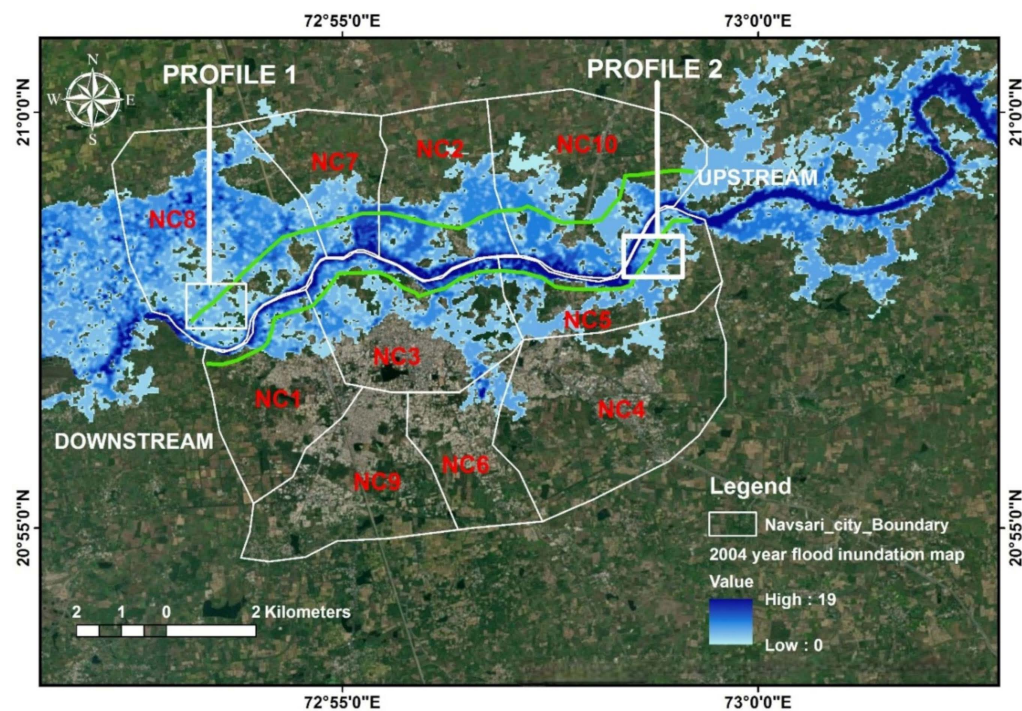 72°55'0"E 73°0'0"E
N
W E
S
PROFILE 1
PROFILE 2
21°0'0"N
21°0'0"N
NC7
NC2
NC10
UPSTREAM
NC8
NC5
NC3
NC1
NC4
DOWNSTREAM
NC6
NC9
Legend
Navsari_city_Boundary
2004 year flood inundation map
Value
High : 19
Low : 0
20°55'0"N
20°55'0"N
2 1 0 2 Kilometers
72°55'0"E 73°0'0"E